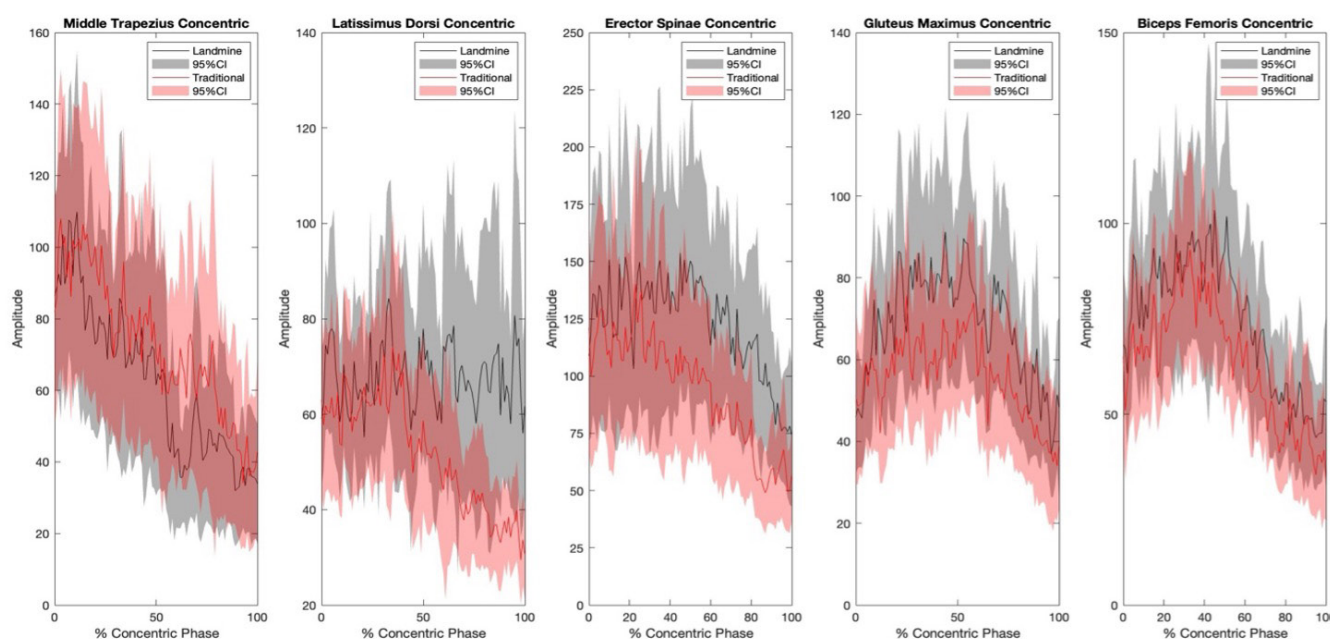 Middle Trapezius Concentric
160
140
120
100
80
60
40
20
0
Amplitude
0
50
100
% Concentric Phase
Landmine
95%CI
Traditional
95%CI
Latissimus Dorsi Concentric
140
120
100
80
60
40
20
Amplitude
0
50
100
% Concentric Phase
Landmine
95%CI
Traditional
95%CI
Erector Spinae Concentric
250
225
200
175
150
125
100
75
50
25
0
Amplitude
0
20
40
60
80
100
% Concentric Phase
Landmine
95%CI
Traditional
95%CI
Gluteus Maximus Concentric
140
120
100
80
60
40
20
0
Amplitude
0
50
100
% Concentric Phase
Landmine
95%CI
Traditional
95%CI
Biceps Femoris Concentric
150
100
50
0
Amplitude
0
20
40
60
80
100
% Concentric Phase
Landmine
95%CI
Traditional
95%CI